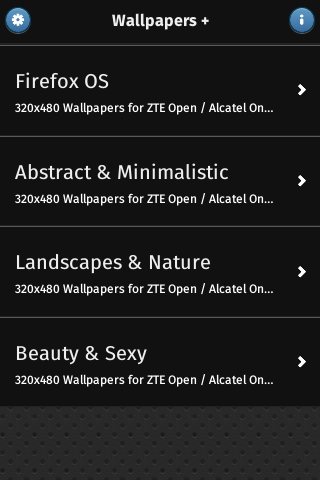 Wallpapers +
Firefox OS
320x480 Wallpapers for ZTE Open / Alcatel On...
Abstract & Minimalistic
320x480 Wallpapers for ZTE Open / Alcatel On...
Landscapes & Nature
320x480 Wallpapers for ZTE Open / Alcatel On...
Beauty & Sexy
320x480 Wallpapers for ZTE Open / Alcatel On...